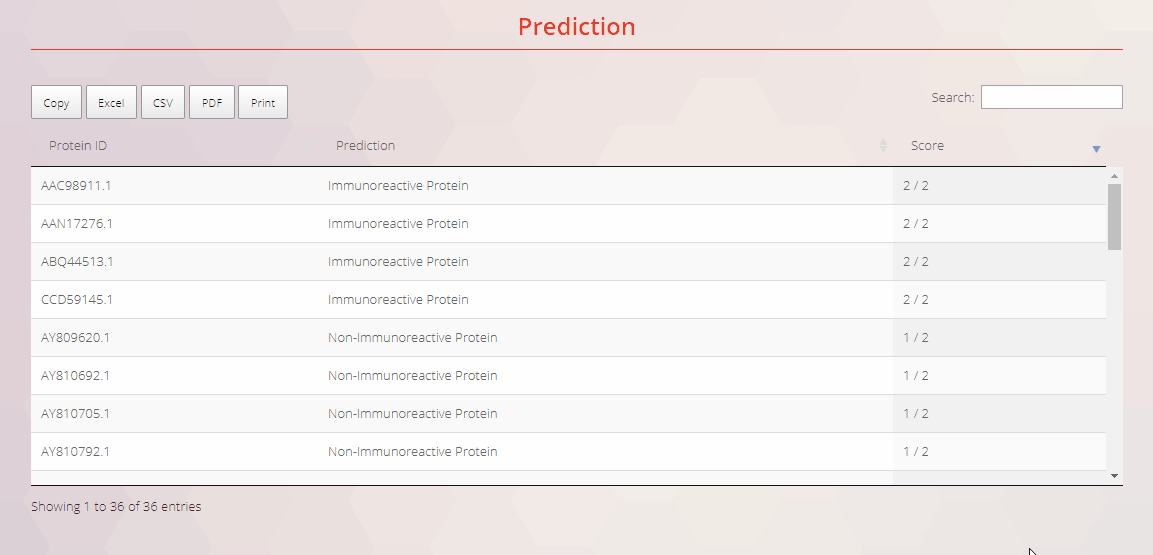 Prediction
Copy Excel CSV PDF Print Search:
Protein ID Prediction Score
AAC98911.1 Immunoreactive Protein 2 / 2
AAN17276.1 Immunoreactive Protein 2 / 2
ABQ44513.1 Immunoreactive Protein 2 / 2
CCD59145.1 Immunoreactive Protein 2 / 2
AY809620.1 Non-Immunoreactive Protein 1 / 2
AY810692.1 Non-Immunoreactive Protein 1 / 2
AY810705.1 Non-Immunoreactive Protein 1 / 2
AY810792.1 Non-Immunoreactive Protein 1 / 2
Showing 1 to 36 of 36 entries